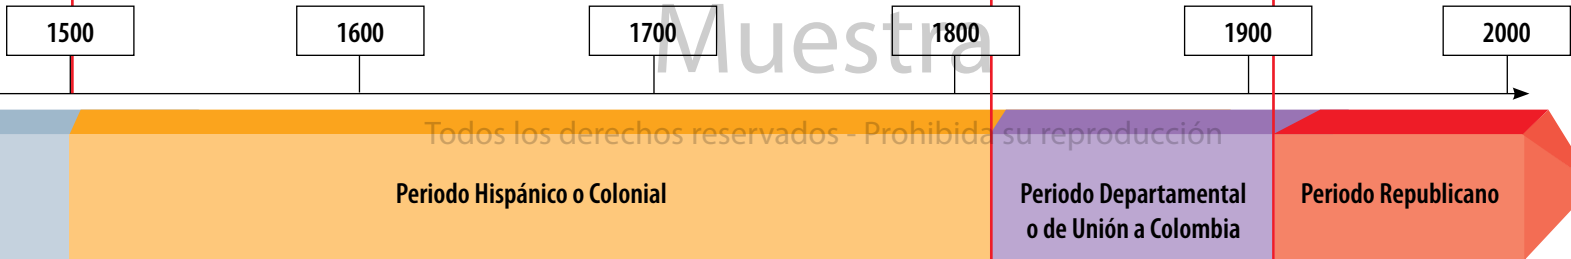 1500
1600
1700
1800
1900
2000
Muestra
Todos los derechos reservados - Prohibida su reproducción
Periodo Hispánico o Colonial
Periodo Departamental
o de Unión a Colombia
Periodo Republicano